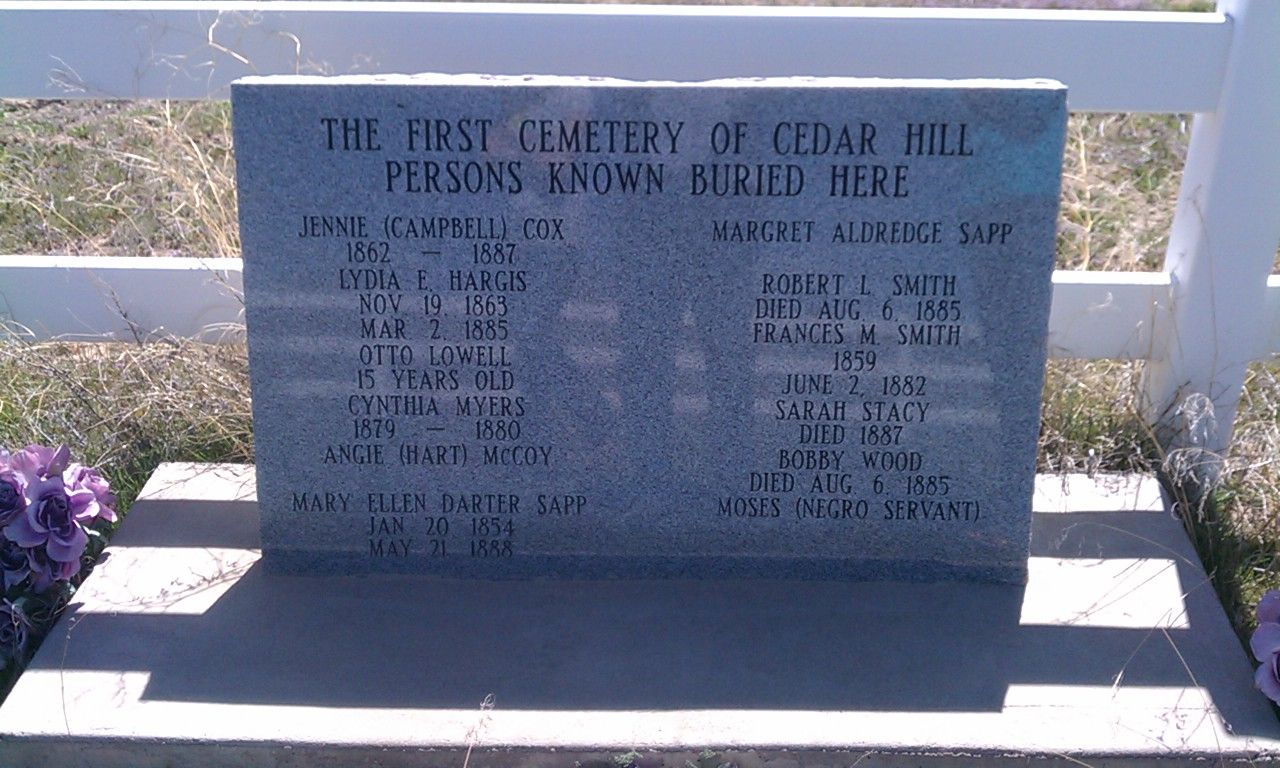 THE FIRST CEMETERY OF CEDAR HILL
PERSONS KNOWN BURIED HERE
JENNIE (CAMPBELL) COX
1862 — 1887
LYDIA E. HARGIS
NOV 19, 1863
MAR 2, 1885
OTTO LOWELL
15 YEARS OLD
CYNTHIA MYERS
1879 — 1880
ANGIE (HART) McCOY
MARY ELLEN DARTER SAPP
JAN 20 1854
MAY 21, 1888
MARGRET ALDREDGE SAPP
ROBERT L. SMITH
DIED AUG 6, 1885
FRANCES M. SMITH
1859
JUNE 2, 1882
SARAH STACY
DIED 1887
BOBBY WOOD
DIED AUG 6, 1885
MOSES (NEGRO SERVANT)